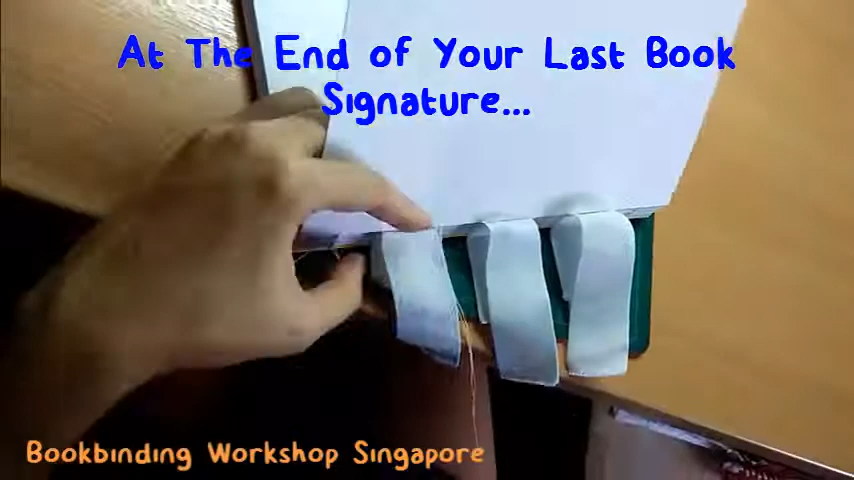 At The End of Your Last Book
Signature...
Bookbinding Workshop Singapore